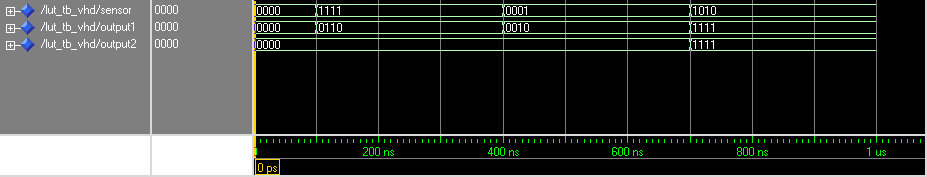 /lut_tb_vhd/sensor 0000 0000 1111 0001 1010
/lut_tb_vhd/output1 0000 0000 0110 0010 1111
/lut_tb_vhd/output2 0000 0000 1111
200 ns 400 ns 600 ns 800 ns 1 us
0 ps